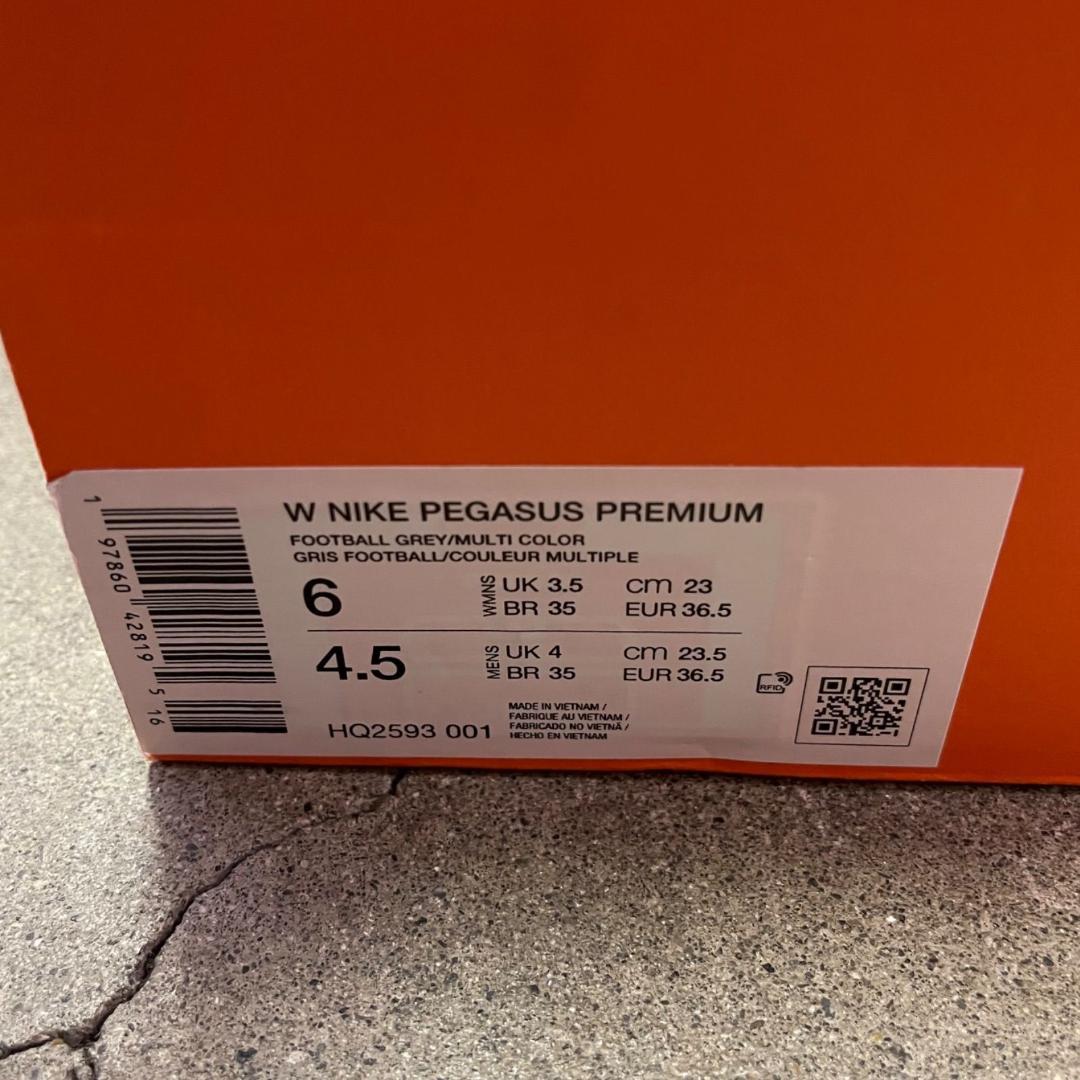 W NIKE PEGASUS PREMIUM
FOOTBALL GREY/MULTI COLOR
GRIS FOOTBALL/COULEUR MULTIPLE
6 WMNS UK 3.5 cm 23
BR 35 EUR 36.5
4.5 MENS UK 4 cm 23.5
BR 35 EUR 36.5
RFID
HQ2593 001
MADE IN VIETNAM /
FABRIQUE AU VIETNAM /
FABRICADO NO VIETNÃ /
HECHO EN VIETNAM
1 97860 42819 5 16